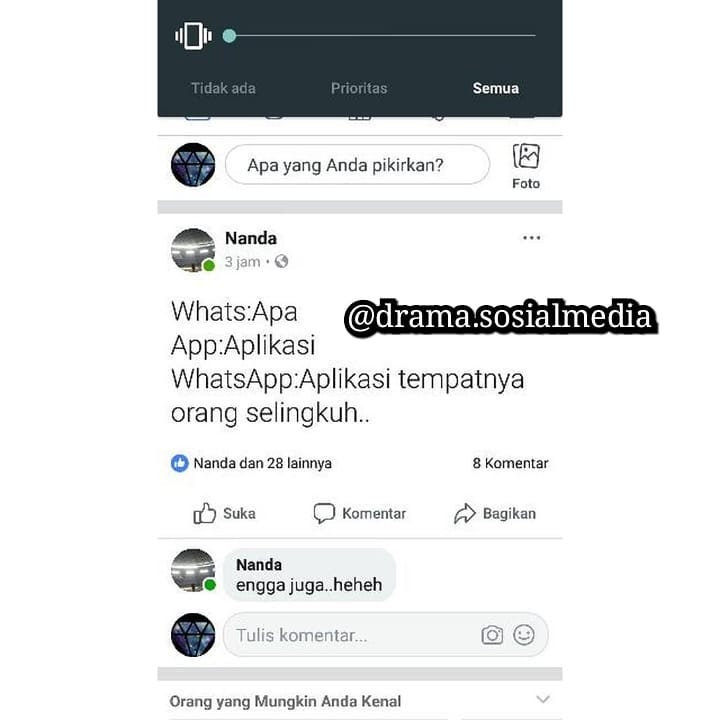 Tidak ada
Prioritas
Semua
Apa yang Anda pikirkan?
Foto
Nanda
3 jam
Whats:Apa
@drama.sosialmedia
App:Aplikasi
WhatsApp:Aplikasi tempatnya
orang selingkuh..
Nanda dan 28 lainnya
8 Komentar
Suka
Komentar
Bagikan
Nanda
engga juga..heheh
Tulis komentar...
Orang yang Mungkin Anda Kenal